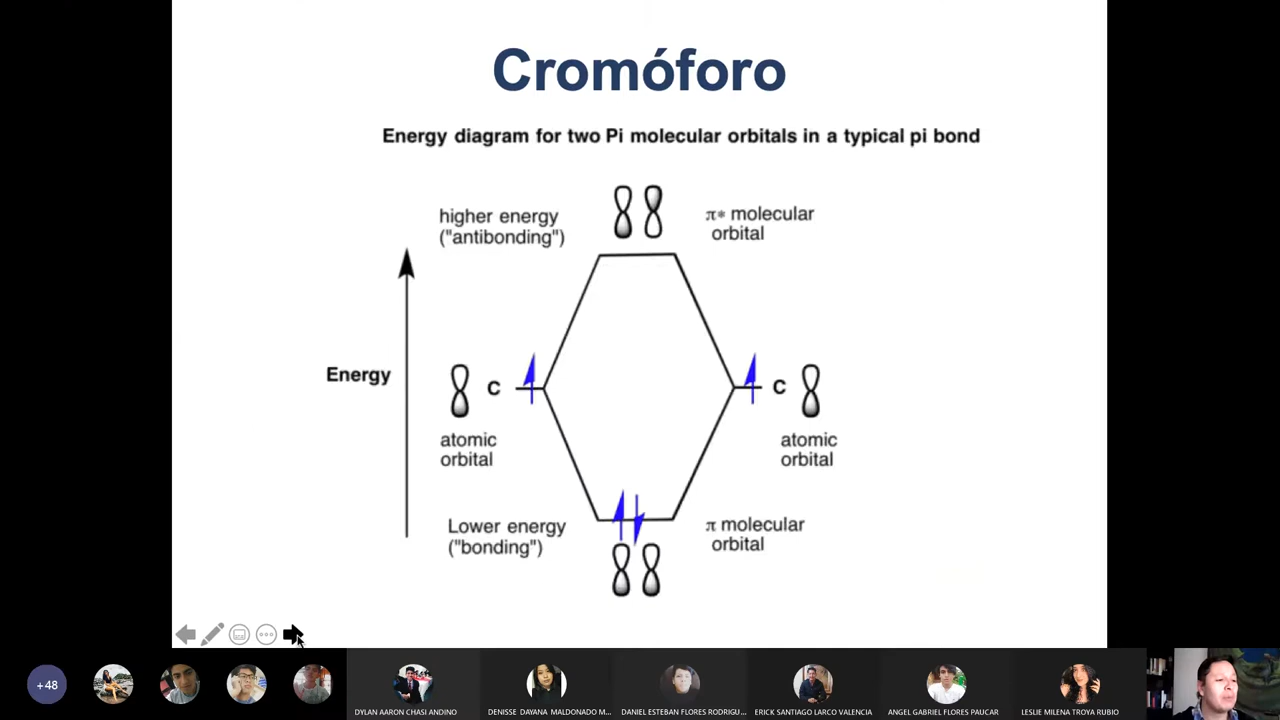 Cromóforo
Energy diagram for two Pi molecular orbitals in a typical pi bond
higher energy
("antibonding")
π* molecular
orbital
Energy
C
C
atomic
orbital
atomic
orbital
Lower energy
("bonding")
π molecular
orbital
+48
DYLAN AARON CHASI ANDINO
DENISSE DAYANA MALDONADO M...
DANIEL ESTEBAN FLORES RODRIGU...
ERICK SANTIAGO LARCO VALENCIA
ANGEL GABRIEL FLORES PAUCAR
LESLIE MILENA TROYA RUBIO